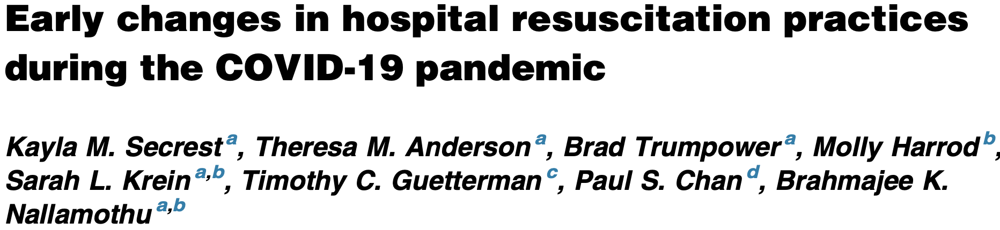 Early changes in hospital resuscitation practices
during the COVID-19 pandemic
Kayla M. Secrest a, Theresa M. Anderson a, Brad Trumpower a, Molly Harrod b,
Sarah L. Krein a,b, Timothy C. Guetterman c, Paul S. Chan d, Brahmajee K.
Nallamothu a,b